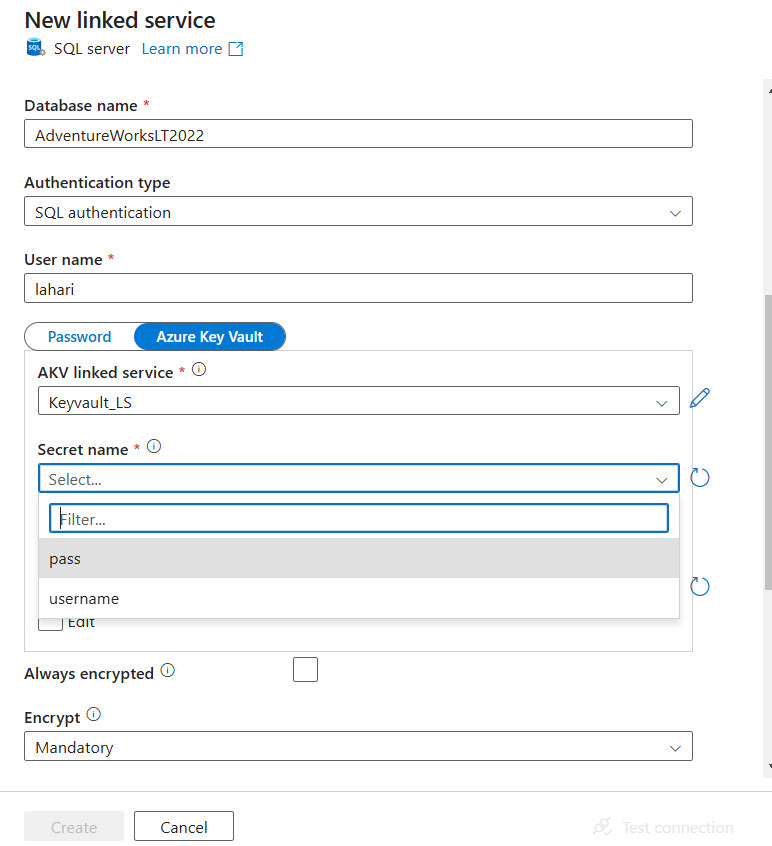 New linked service
SQL SQL server Learn more
Database name *
AdventureWorksLT2022
Authentication type
SQL authentication
User name *
lahari
Password Azure Key Vault
AKV linked service *
Keyvault_LS
Secret name *
Select...
Filter...
pass
username
Edit
Always encrypted
Encrypt
Mandatory
Create Cancel Test connection